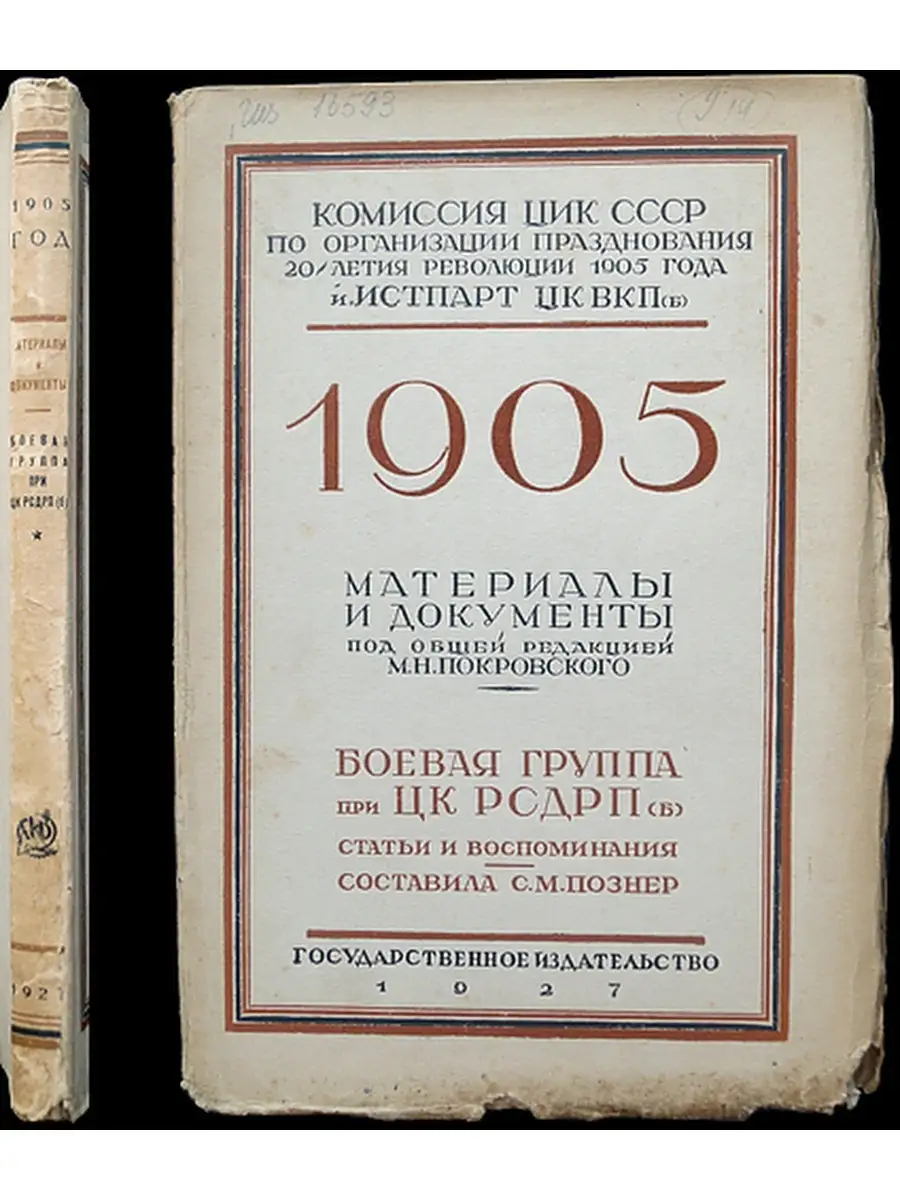 1905
ГОД
МАТЕРИАЛЫ
И
ДОКУМЕНТЫ
БОЕВАЯ
ГРУППА
ПРИ
ЦК РСДРП(б)
1927
16593
9 14
КОМИССИЯ ЦИК СССР
ПО ОРГАНИЗАЦИИ ПРАЗДНОВАНИЯ
20-ЛЕТИЯ РЕВОЛЮЦИИ 1905 ГОДА
И ИСТПАРТ ЦК ВКП(Б)
1905
МАТЕРИАЛЫ
И ДОКУМЕНТЫ
ПОД ОБЩЕЙ РЕДАКЦИЕЙ
М.Н.ПОКРОВСКОГО
БОЕВАЯ ГРУППА
ПРИ ЦК РСДРП(Б)
СТАТЬИ И ВОСПОМИНАНИЯ
СОСТАВИЛА С.М.ПОЗНЕР
ГОСУДАРСТВЕННОЕ ИЗДАТЕЛЬСТВО
1927